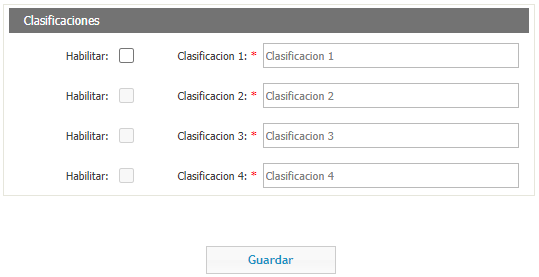 Clasificaciones
Habilitar: Clasificacion 1: * Clasificacion 1
Habilitar: Clasificacion 2: * Clasificacion 2
Habilitar: Clasificacion 3: * Clasificacion 3
Habilitar: Clasificacion 4: * Clasificacion 4
Guardar